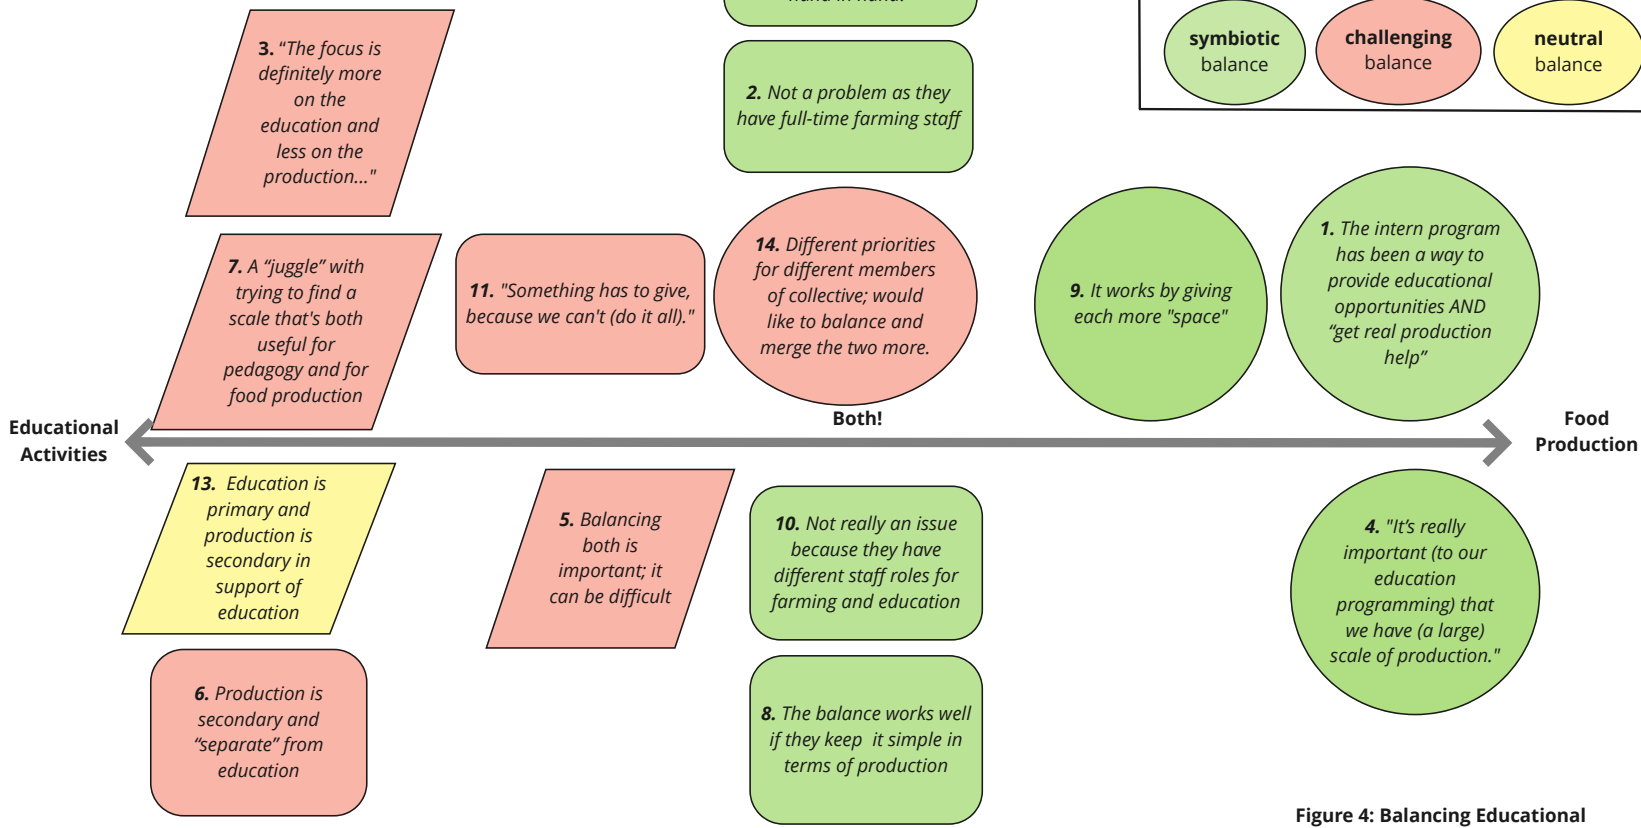 hand in hand.
symbiotic
balance
challenging
balance
neutral
balance
3. “The focus is
definitely more
on the
education and
less on the
production..."
2. Not a problem as they
have full-time farming staff
7. A “juggle” with
trying to find a
scale that's both
useful for
pedagogy and for
food production
11. "Something has to give,
because we can't (do it all)."
14. Different priorities
for different members
of collective; would
like to balance and
merge the two more.
9. It works by giving
each more "space"
1. The intern program
has been a way to
provide educational
opportunities AND
“get real production
help”
Educational
Activities
Both!
Food
Production
13. Education is
primary and
production is
secondary in
support of
education
5. Balancing
both is
important; it
can be difficult
10. Not really an issue
because they have
different staff roles for
farming and education
4. "It’s really
important (to our
education
programming) that
we have (a large)
scale of production."
6. Production is
secondary and
“separate” from
education
8. The balance works well
if they keep it simple in
terms of production
Figure 4: Balancing Educational